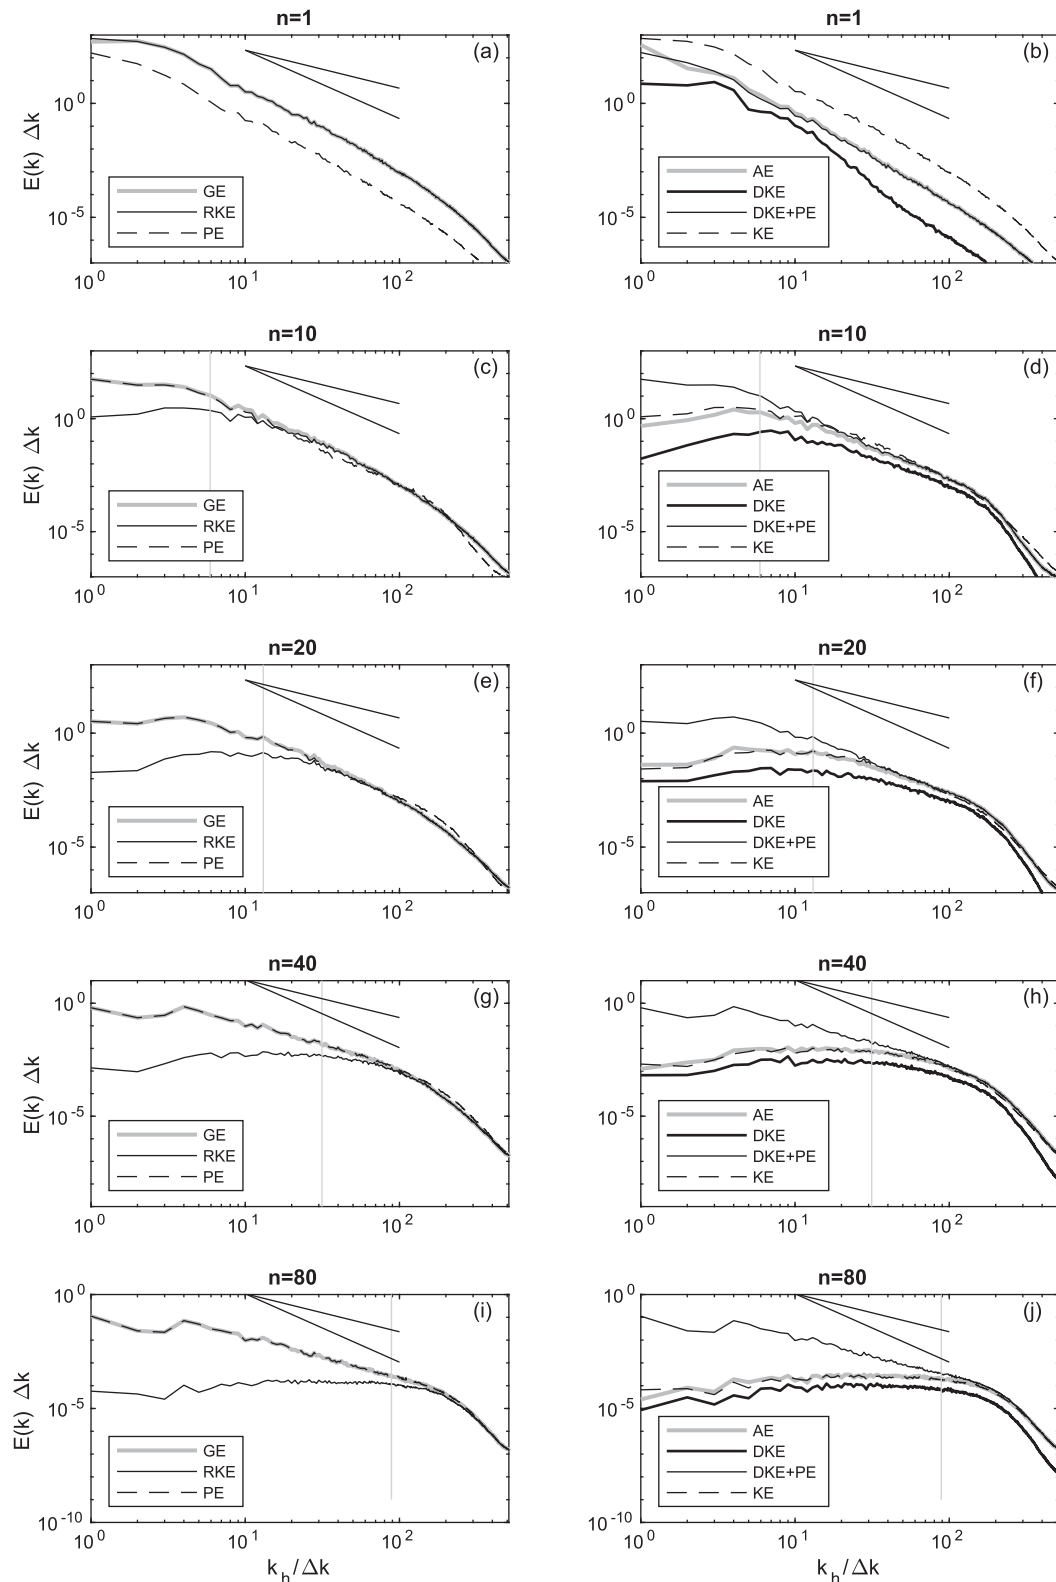 n=1
(a)
E(k) Δk
10^0
10^-5
GE
RKE
PE
10^0 10^1 10^2
n=1
(b)
10^0
10^-5
AE
DKE
DKE+PE
KE
10^0 10^1 10^2
n=10
(c)
E(k) Δk
10^0
10^-5
GE
RKE
PE
10^0 10^1 10^2
n=10
(d)
10^0
10^-5
AE
DKE
DKE+PE
KE
10^0 10^1 10^2
n=20
(e)
E(k) Δk
10^0
10^-5
GE
RKE
PE
10^0 10^1 10^2
n=20
(f)
10^0
10^-5
AE
DKE
DKE+PE
KE
10^0 10^1 10^2
n=40
(g)
E(k) Δk
10^0
10^-5
GE
RKE
PE
10^0 10^1 10^2
n=40
(h)
10^0
10^-5
AE
DKE
DKE+PE
KE
10^0 10^1 10^2
n=80
(i)
E(k) Δk
10^0
10^-5
10^-10
GE
RKE
PE
10^0 10^1 10^2
k_h/Δk
n=80
(j)
10^0
10^-5
10^-10
AE
DKE
DKE+PE
KE
10^0 10^1 10^2
k_h/Δk